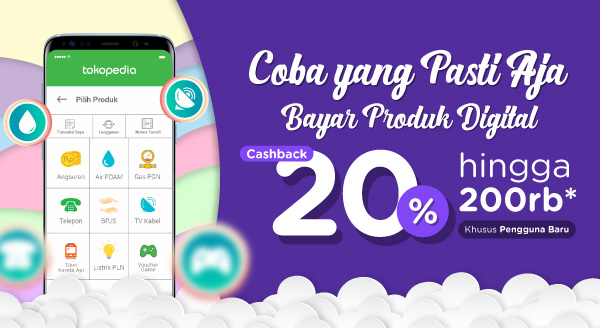 tokopedia
Pilih Produk
Transaksi Saya Langganan Nomor Favorit
Angsuran Air PDAM Gas PGN
Telepon BPJS TV Kabel
Tiket Kereta Api Listrik PLN Voucher Game
Coba yang Pasti Aja
Bayar Produk Digital
Cashback
20%
hingga
200rb*
Khusus Pengguna Baru